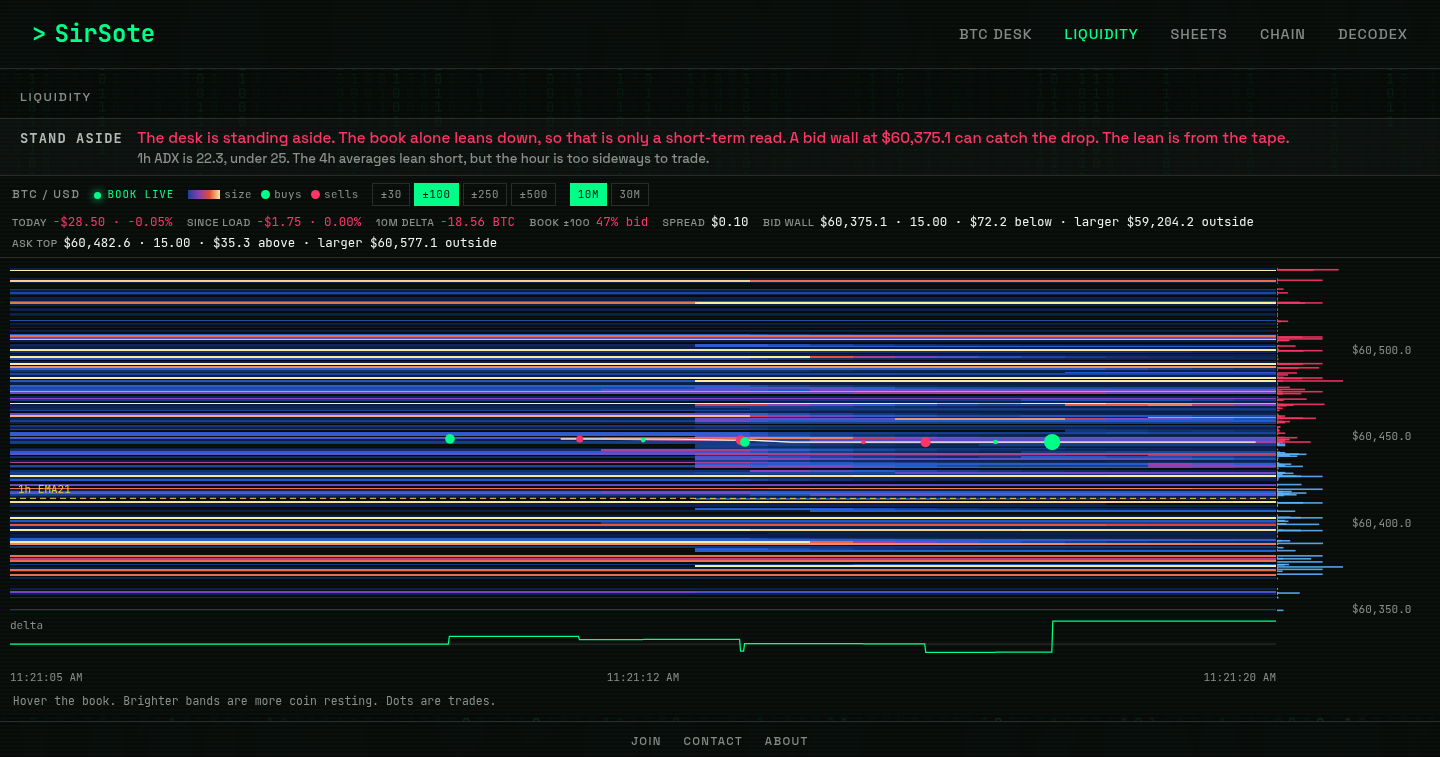 > SirSote
BTC DESK LIQUIDITY SHEETS CHAIN DECODEX
LIQUIDITY
STAND ASIDE The desk is standing aside. The book alone leans down, so that is only a short-term read. A bid wall at $60,375.1 can catch the drop. The lean is from the tape.
1h ADX is 22.3, under 25. The 4h averages lean short, but the hour is too sideways to trade.
BTC / USD BOOK LIVE size buys sells ±30 ±100 ±250 ±500 10M 30M
TODAY -$28.50 · -0.05% SINCE LOAD -$1.75 · 0.00% 10M DELTA -18.56 BTC BOOK ±100 47% bid SPREAD $0.10 BID WALL $60,375.1 · 15.00 · $72.2 below · larger $59,204.2 outside
ASK TOP $60,482.6 · 15.00 · $35.3 above · larger $60,577.1 outside
$60,500.0
$60,450.0
1h EMA21
$60,400.0
$60,350.0
delta
11:21:05 AM 11:21:12 AM 11:21:20 AM
Hover the book. Brighter bands are more coin resting. Dots are trades.
JOIN CONTACT ABOUT